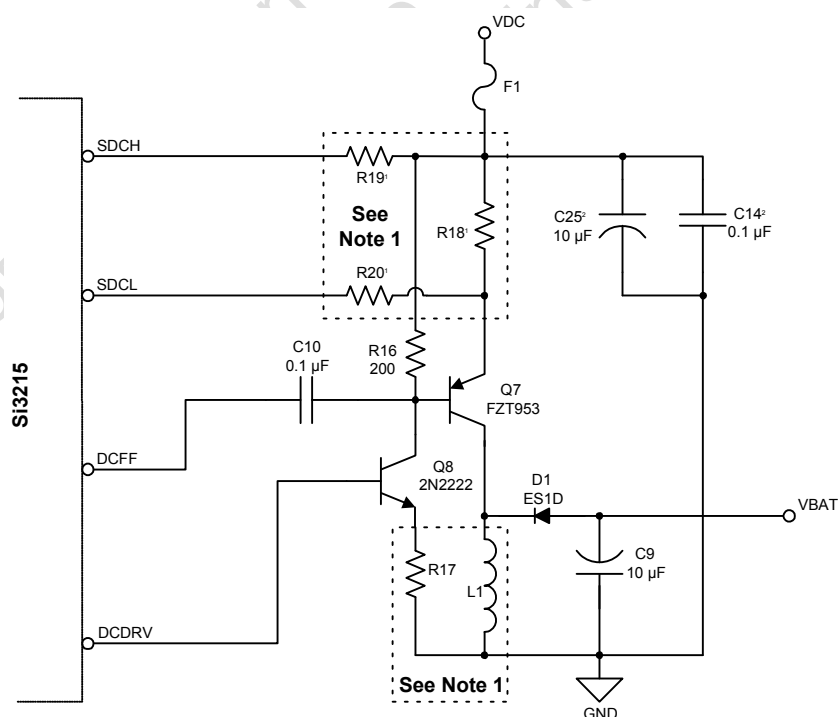 VDC
F1
SDCH
R19¹
See
Note 1
R18¹
C25²
10 µF
C14²
0.1 µF
SDCL
R20¹
Si3215
C10
0.1 µF
R16
200
Q7
FZT953
DCFF
Q8
2N2222
D1
ES1D
VBAT
R17
L1
C9
10 µF
DCDRV
See Note 1
GND